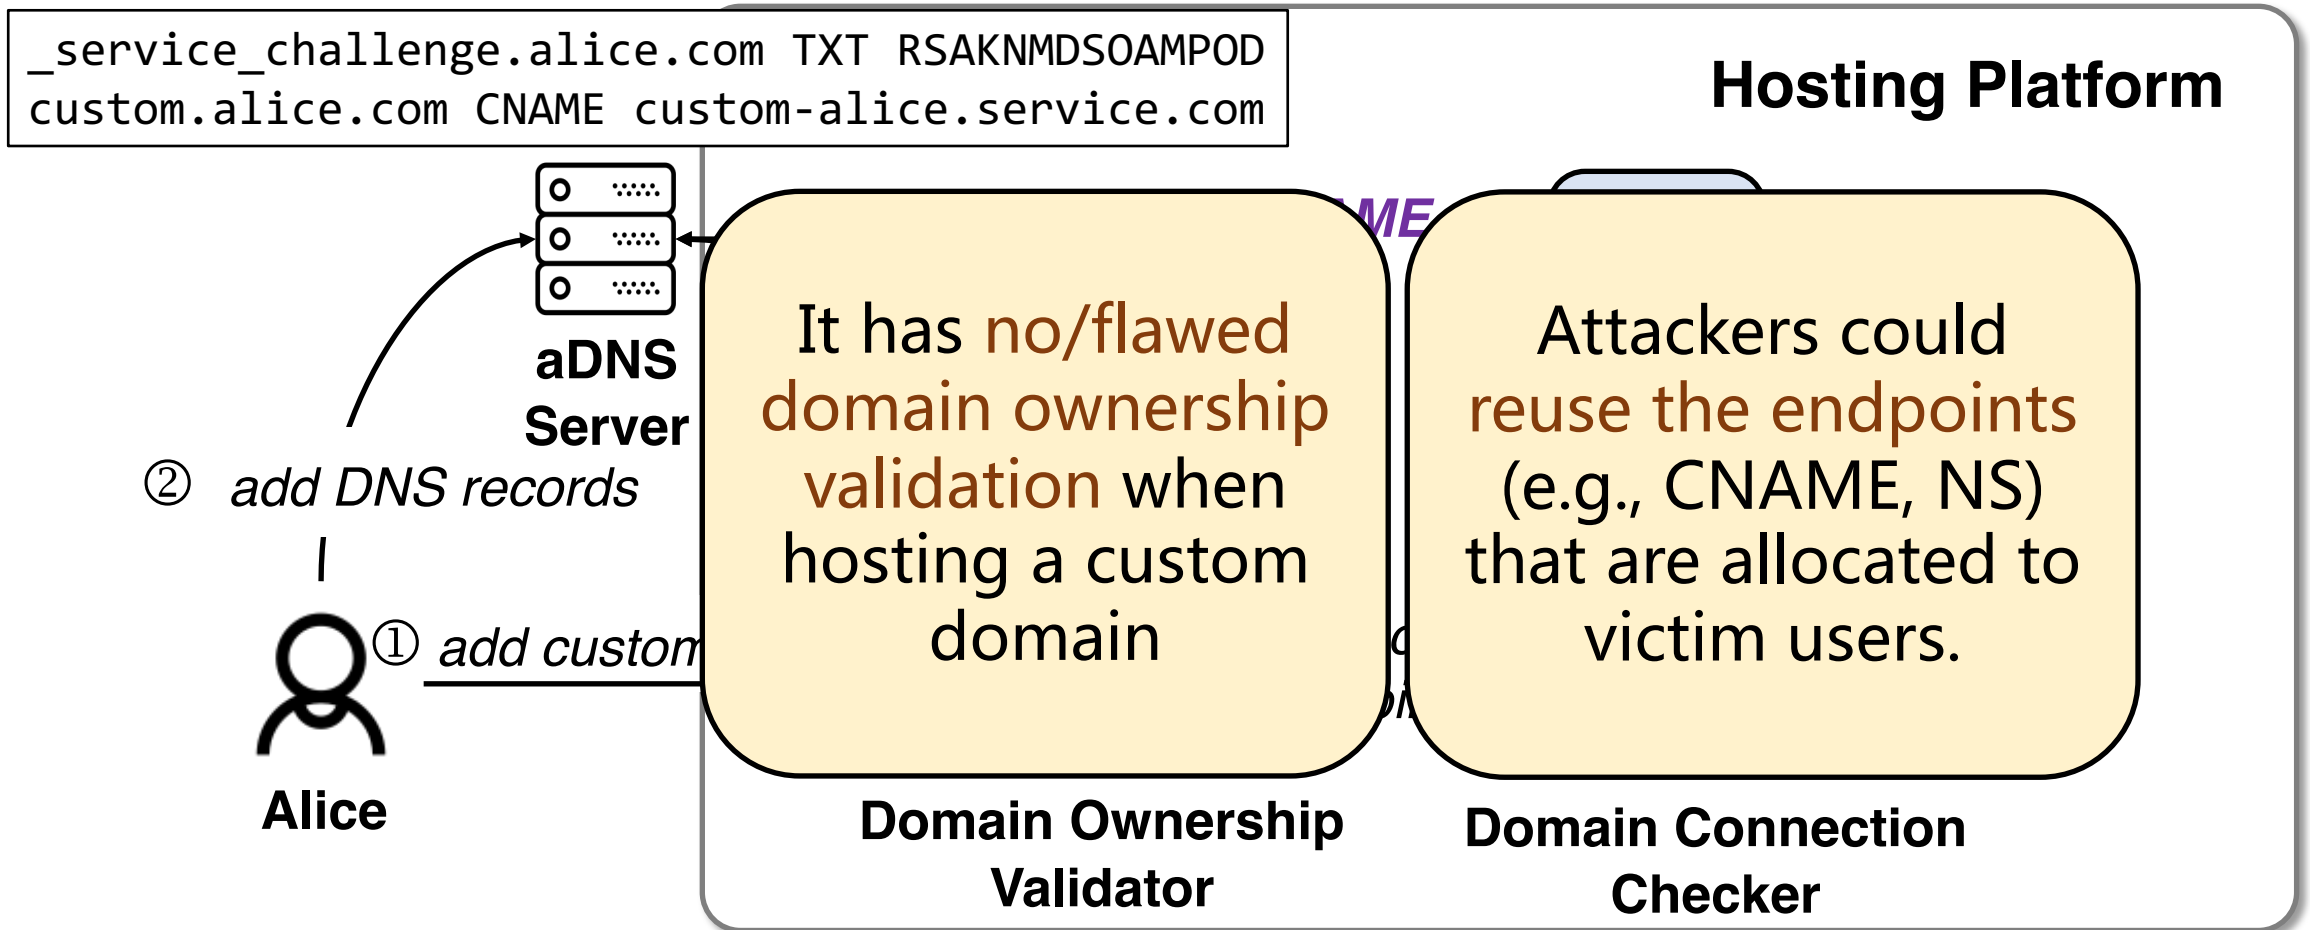 _service_challenge.alice.com TXT RSAKNMDSOAMPOD
custom.alice.com CNAME custom-alice.service.com
Hosting Platform
aDNS
Server
② add DNS records
① add custom
Alice
It has no/flawed
domain ownership
validation when
hosting a custom
domain
Attackers could
reuse the endpoints
(e.g., CNAME, NS)
that are allocated to
victim users.
Domain Ownership
Validator
Domain Connection
Checker